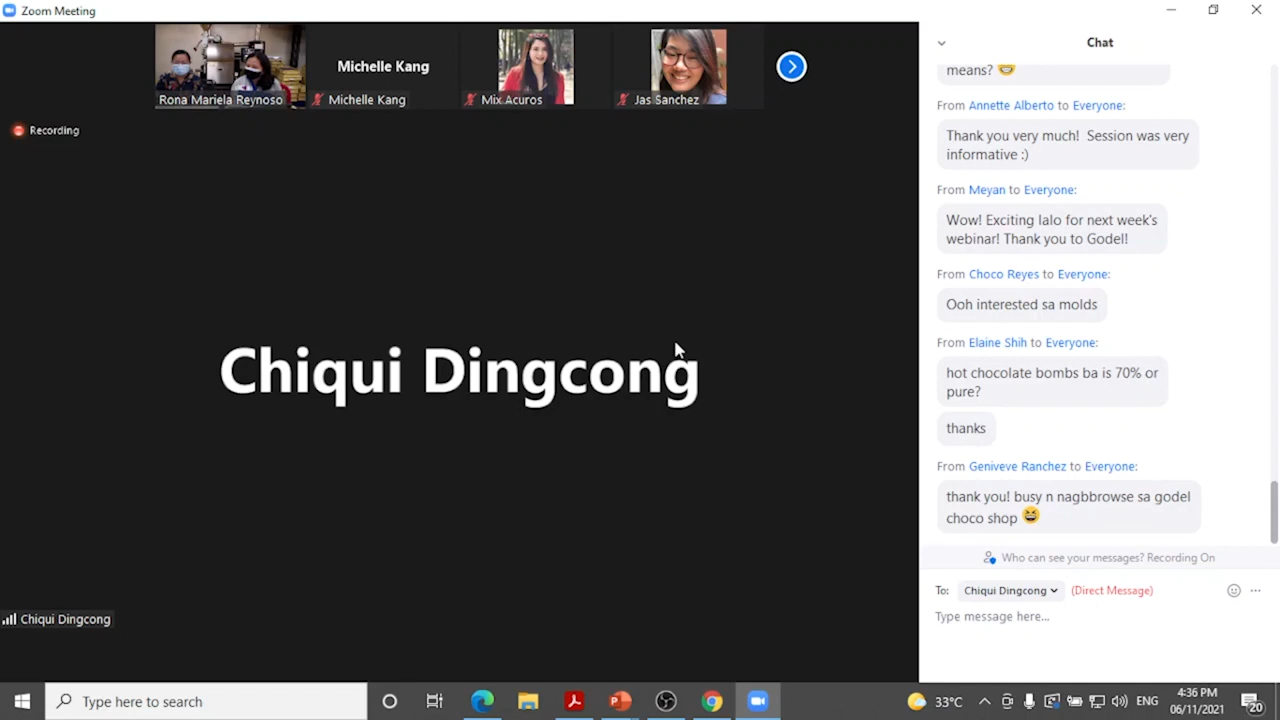 Zoom Meeting
Rona Mariela Reynoso
Michelle Kang
Michelle Kang
Mix Acuros
Jas Sanchez
Recording
Chiqui Dingcong
Chiqui Dingcong
Chat
means?
From Annette Alberto to Everyone:
Thank you very much! Session was very
informative :)
From Meyan to Everyone:
Wow! Exciting lalo for next week's
webinar! Thank you to Godel!
From Choco Reyes to Everyone:
Ooh interested sa molds
From Elaine Shih to Everyone:
hot chocolate bombs ba is 70% or
pure?
thanks
From Geniveve Ranchez to Everyone:
thank you! busy n nagbbrowse sa godel
choco shop 😆
Who can see your messages? Recording On
To: Chiqui Dingcong (Direct Message)
Type message here...
Type here to search
33°C
ENG
4:36 PM
06/11/2021
20